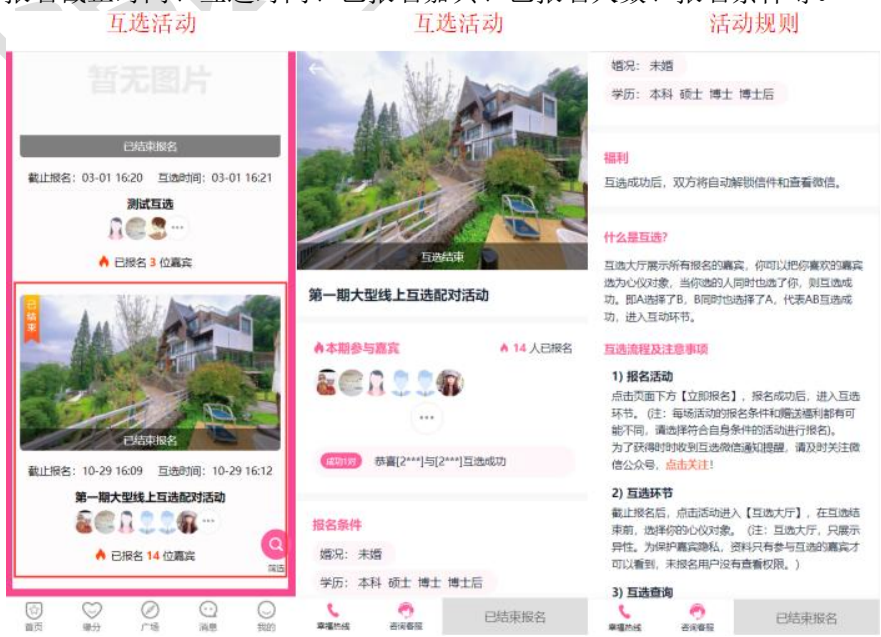 互选活动
互选活动
活动规则
暂无图片
已结束报名
截止报名：03-01 16:20 互选时间：03-01 16:21
测试互选
已报名 3 位嘉宾
已结束
已结束报名
截止报名：10-29 16:09 互选时间：10-29 16:12
第一期大型线上互选配对活动
已报名 14 位嘉宾
筛选
首页
缘分
广场
消息
我的
互选结束
第一期大型线上互选配对活动
本期参与嘉宾
14 人已报名
成功1对 恭喜[2***]与[2***]互选成功
报名条件
婚况：未婚
学历：本科 硕士 博士 博士后
幸福热线
咨询客服
已结束报名
婚况：未婚
学历：本科 硕士 博士 博士后
福利
互选成功后，双方将自动解锁信件和查看微信。
什么是互选?
互选大厅展示所有报名的嘉宾，你可以把你喜欢的嘉宾
选为心仪对象，当你选的人同时也选了你，则互选成
功。即A选择了B，B同时也选择了A，代表AB互选成
功，进入互动环节。
互选流程及注意事项
1) 报名活动
点击页面下方【立即报名】，报名成功后，进入互选
环节。（注：每场活动的报名条件和赠送福利都有可
能不同，请选择符合自身条件的活动进行报名)。
为了获得时时收到互选微信通知提醒，请及时关注微
信公众号，点击关注!
2) 互选环节
截止报名后，点击活动进入【互选大厅】，在互选结
束前，选择你的心仪对象。（注：互选大厅，只展示
异性。为保护嘉宾隐私，资料只有参与互选的嘉宾才
可以看到，未报名用户没有查看权限。）
3) 互选查询
幸福热线
咨询客服
已结束报名